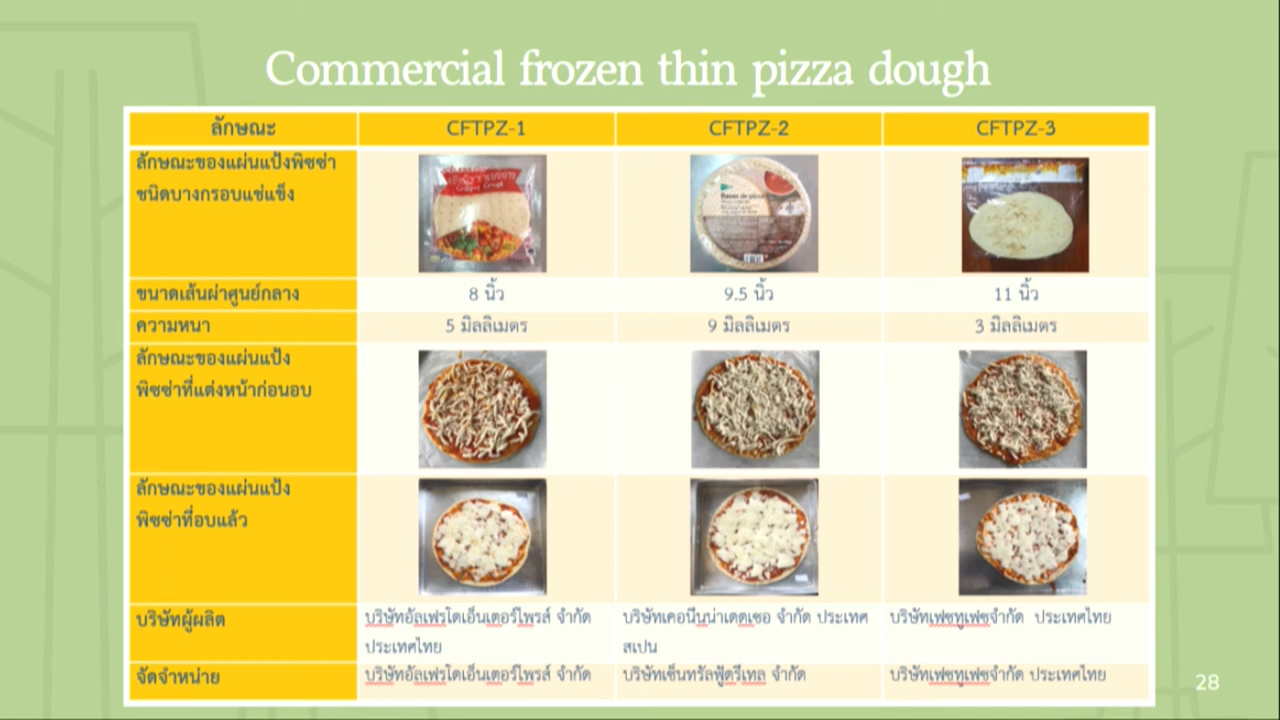 Commercial frozen thin pizza dough
ลักษณะ CFTPZ-1 CFTPZ-2 CFTPZ-3
ลักษณะของแผ่นแป้งพิซซ่า
ชนิดบางกรอบแช่แข็ง
Crispy Crust
Bases de pizza
ขนาดเส้นผ่าศูนย์กลาง 8 นิ้ว 9.5 นิ้ว 11 นิ้ว
ความหนา 5 มิลลิเมตร 9 มิลลิเมตร 3 มิลลิเมตร
ลักษณะของแผ่นแป้ง
พิซซ่าที่แต่งหน้าก่อนอบ
ลักษณะของแผ่นแป้ง
พิซซ่าที่อบแล้ว
บริษัทผู้ผลิต บริษัทอัลเฟรโดเอ็นเตอร์ไพรส์ จำกัด บริษัทเคอนีนูน่าเดดเซอ จำกัด ประเทศ บริษัทเฟซทูเฟซจำกัด ประเทศไทย
ประเทศไทย สเปน
จัดจำหน่าย บริษัทอัลเฟรโดเอ็นเตอร์ไพรส์ จำกัด บริษัทเซ็นทรัลฟู้ดรีเทล จำกัด บริษัทเฟซทูเฟซจำกัด ประเทศไทย
28